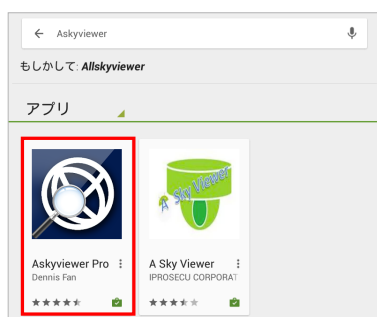 Askyviewer
もしかして: Allskyviewer
アプリ
A Sky Viewer
Askyviewer Pro
Dennis Fan
A Sky Viewer
IPROSECU CORPORAT